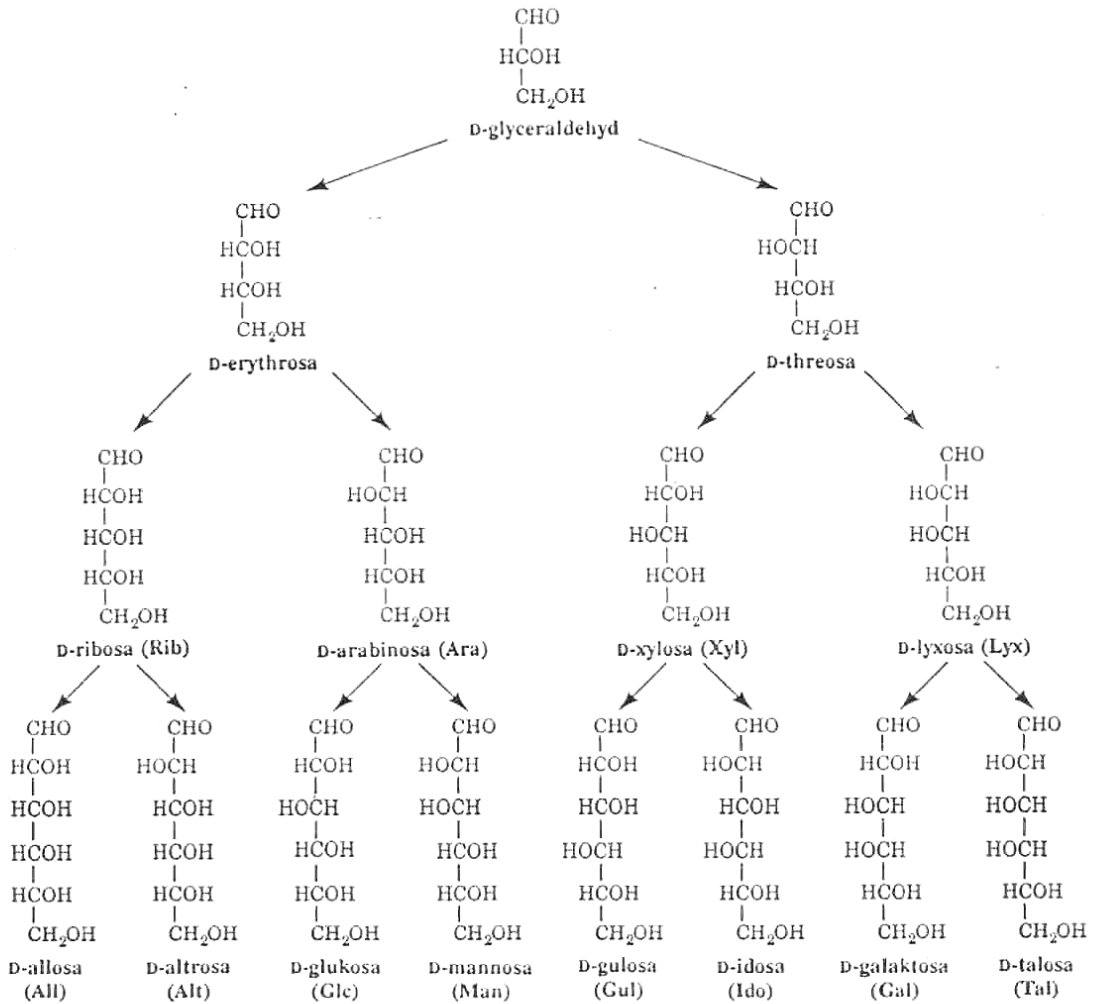 CHO
HCOH
CH₂OH
D-glyceraldehyd
CHO CHO
HCOH HOCH
HCOH HCOH
CH₂OH CH₂OH
D-erythrosa D-threosa
CHO CHO CHO CHO
HCOH HOCH HCOH HOCH
HCOH HCOH HOCH HOCH
HCOH HCOH HCOH HCOH
CH₂OH CH₂OH CH₂OH CH₂OH
D-ribosa (Rib) D-arabinosa (Ara) D-xylosa (Xyl) D-lyxosa (Lyx)
CHO CHO CHO CHO CHO CHO CHO CHO
HCOH HOCH HCOH HOCH HCOH HOCH HCOH HOCH
HCOH HCOH HOCH HOCH HCOH HCOH HOCH HOCH
HCOH HCOH HCOH HCOH HOCH HOCH HOCH HOCH
HCOH HCOH HCOH HCOH HCOH HCOH HCOH HCOH
CH₂OH CH₂OH CH₂OH CH₂OH CH₂OH CH₂OH CH₂OH CH₂OH
D-allosa D-altrosa D-glukosa D-mannosa D-gulosa D-idosa D-galaktosa D-talosa
(All) (Alt) (Glc) (Man) (Gul) (Ido) (Gal) (Tal)